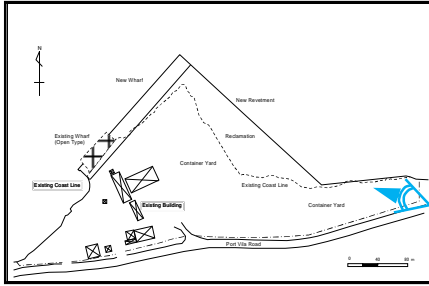 N
New Wharf
New Revetment
Existing Wharf
(Open Type)
Reclamation
Container Yard
Existing Coast Line
Existing Coast Line
Existing Building
Container Yard
Port Vila Road
0 40 80 m